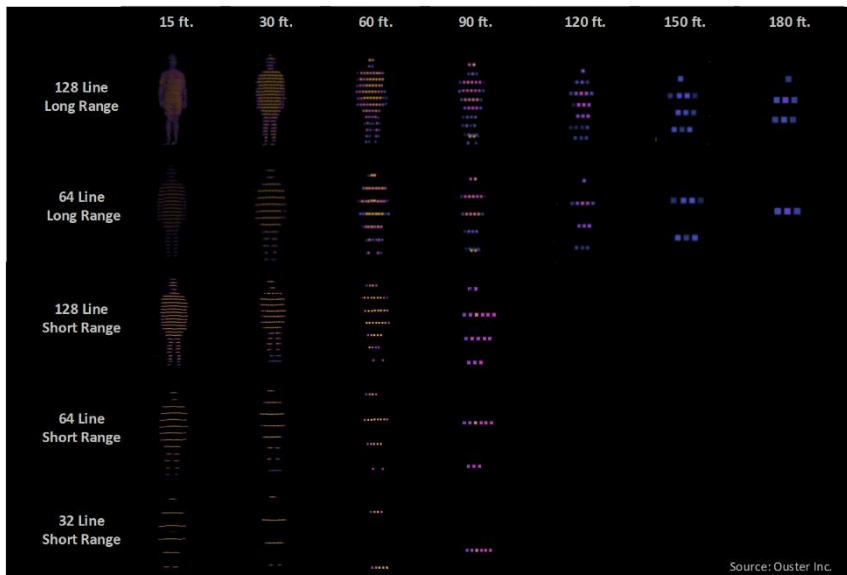 15 ft. 30 ft. 60 ft. 90 ft. 120 ft. 150 ft. 180 ft.
128 Line
Long Range
64 Line
Long Range
128 Line
Short Range
64 Line
Short Range
32 Line
Short Range
Source: Ouster Inc.